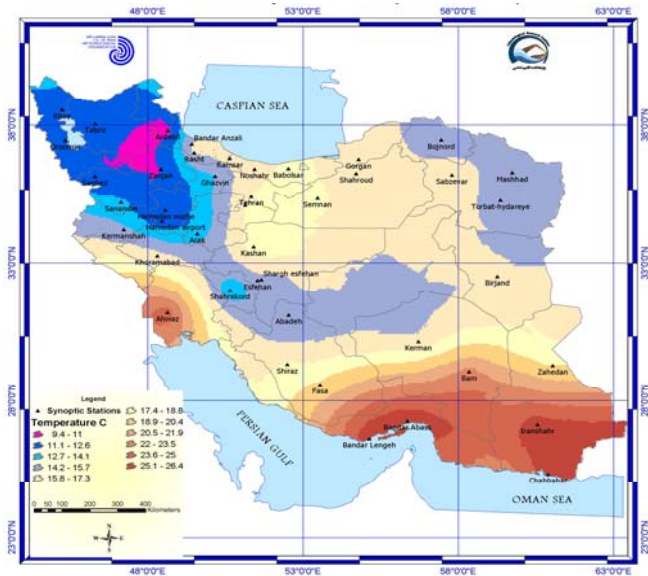 48°0'0"E 53°0'0"E 58°0'0"E 63°0'0"E
38°0'0"N 38°0'0"N
33°0'0"N 33°0'0"N
28°0'0"N 28°0'0"N
23°0'0"N 23°0'0"N
CASPIAN SEA
Khoy
Tabriz
Ardebil
Bandar Anzali
Rasht
Ramsar
Zanjan
Ghazvin
Noshahr
Babolsar
Gorgan
Shahroud
Bojnord
Sabzevar
Mashhad
Torbat-hydareye
Tehran
Semnan
Saghez
Sanandaj
Hamedan nozhe
Hamedan airport
Kermanshah
Arak
Kashan
Khoramabad
Shargh esfehan
Esfehan
Shahrekord
Birjand
Ahwaz
Abadeh
Kerman
Shiraz
Fasa
Bam
Zahedan
Bandar Abass
Bandar Lengeh
Iranshahr
Chahbahar
PERSIAN GULF
OMAN SEA
Legend
Synoptic Stations
Temperature C
9.4 - 11
11.1 - 12.6
12.7 - 14.1
14.2 - 15.7
15.8 - 17.3
17.4 - 18.8
18.9 - 20.4
20.5 - 21.9
22 - 23.5
23.6 - 25
25.1 - 26.4
0 50 100 200 300 400
Kilometers
N
W E
S
48°0'0"E 53°0'0"E 58°0'0"E 63°0'0"E